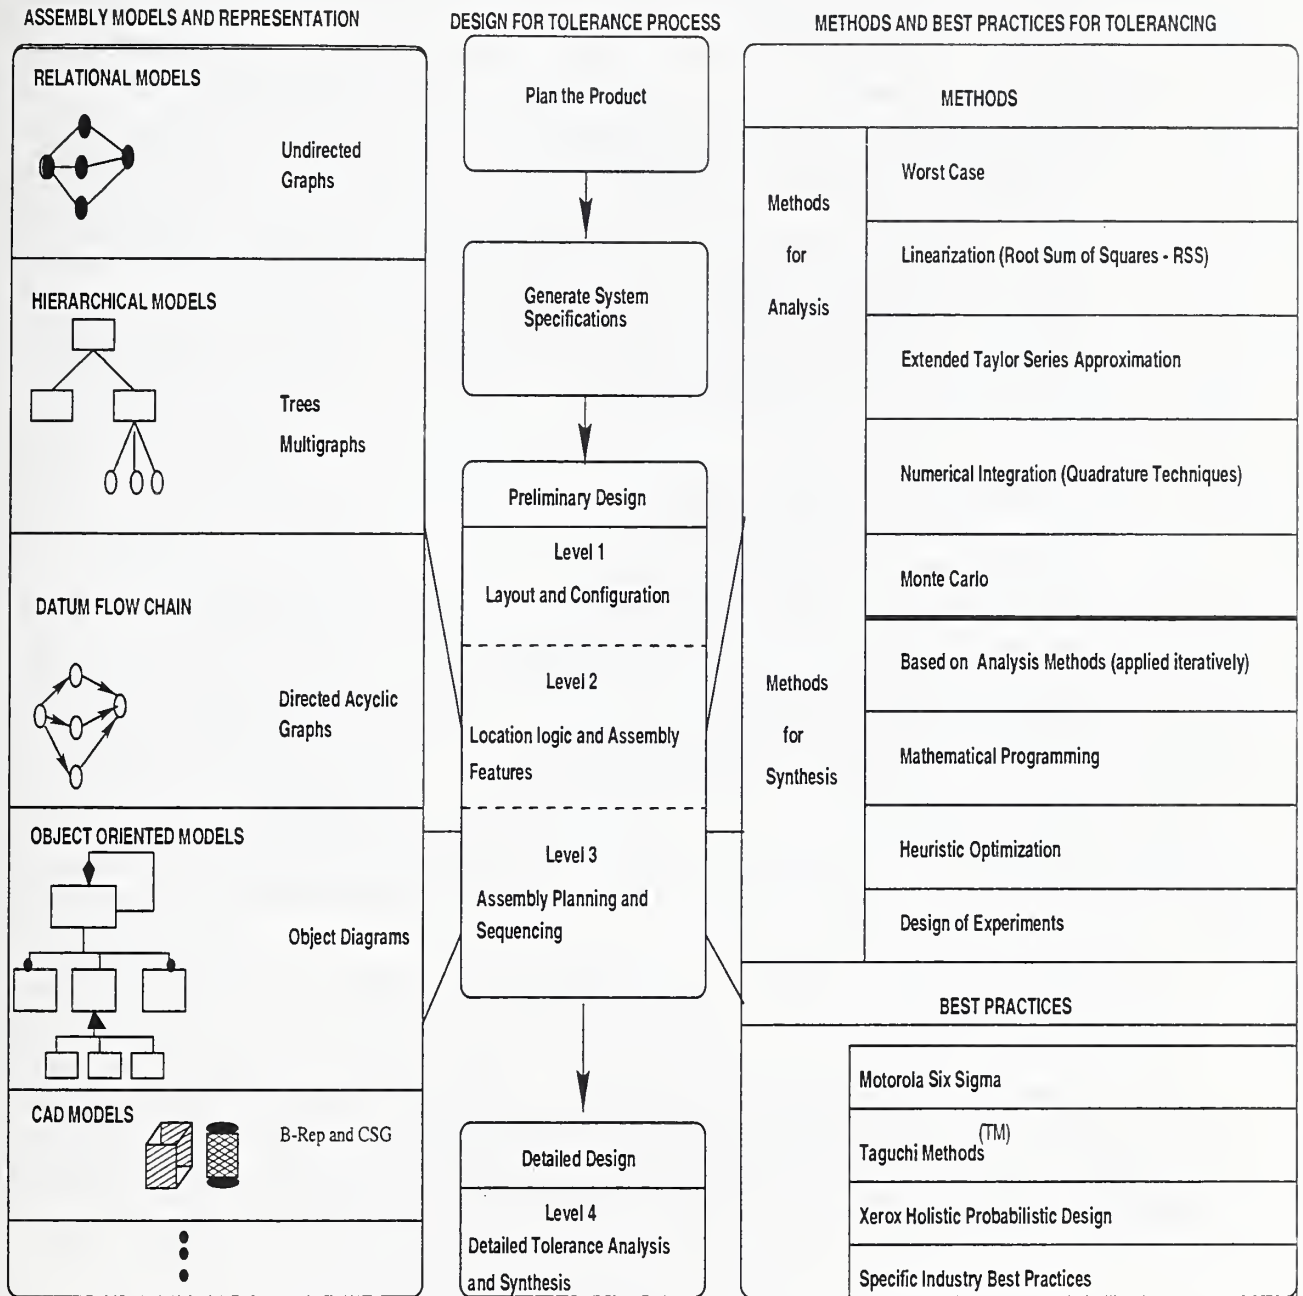 ASSEMBLY MODELS AND REPRESENTATION
RELATIONAL MODELS
Undirected
Graphs
HIERARCHICAL MODELS
Trees
Multigraphs
DATUM FLOW CHAIN
Directed Acyclic
Graphs
OBJECT ORIENTED MODELS
Object Diagrams
CAD MODELS
B-Rep and CSG
DESIGN FOR TOLERANCE PROCESS
Plan the Product
Generate System
Specifications
Preliminary Design
Level 1
Layout and Configuration
Level 2
Location logic and Assembly
Features
Level 3
Assembly Planning and
Sequencing
Detailed Design
Level 4
Detailed Tolerance Analysis
and Synthesis
METHODS AND BEST PRACTICES FOR TOLERANCING
METHODS
Methods
for
Analysis
Worst Case
Linearization (Root Sum of Squares - RSS)
Extended Taylor Series Approximation
Numerical Integration (Quadrature Techniques)
Monte Carlo
Methods
for
Synthesis
Based on Analysis Methods (applied iteratively)
Mathematical Programming
Heuristic Optimization
Design of Experiments
BEST PRACTICES
Motorola Six Sigma
Taguchi Methods (TM)
Xerox Holistic Probabilistic Design
Specific Industry Best Practices